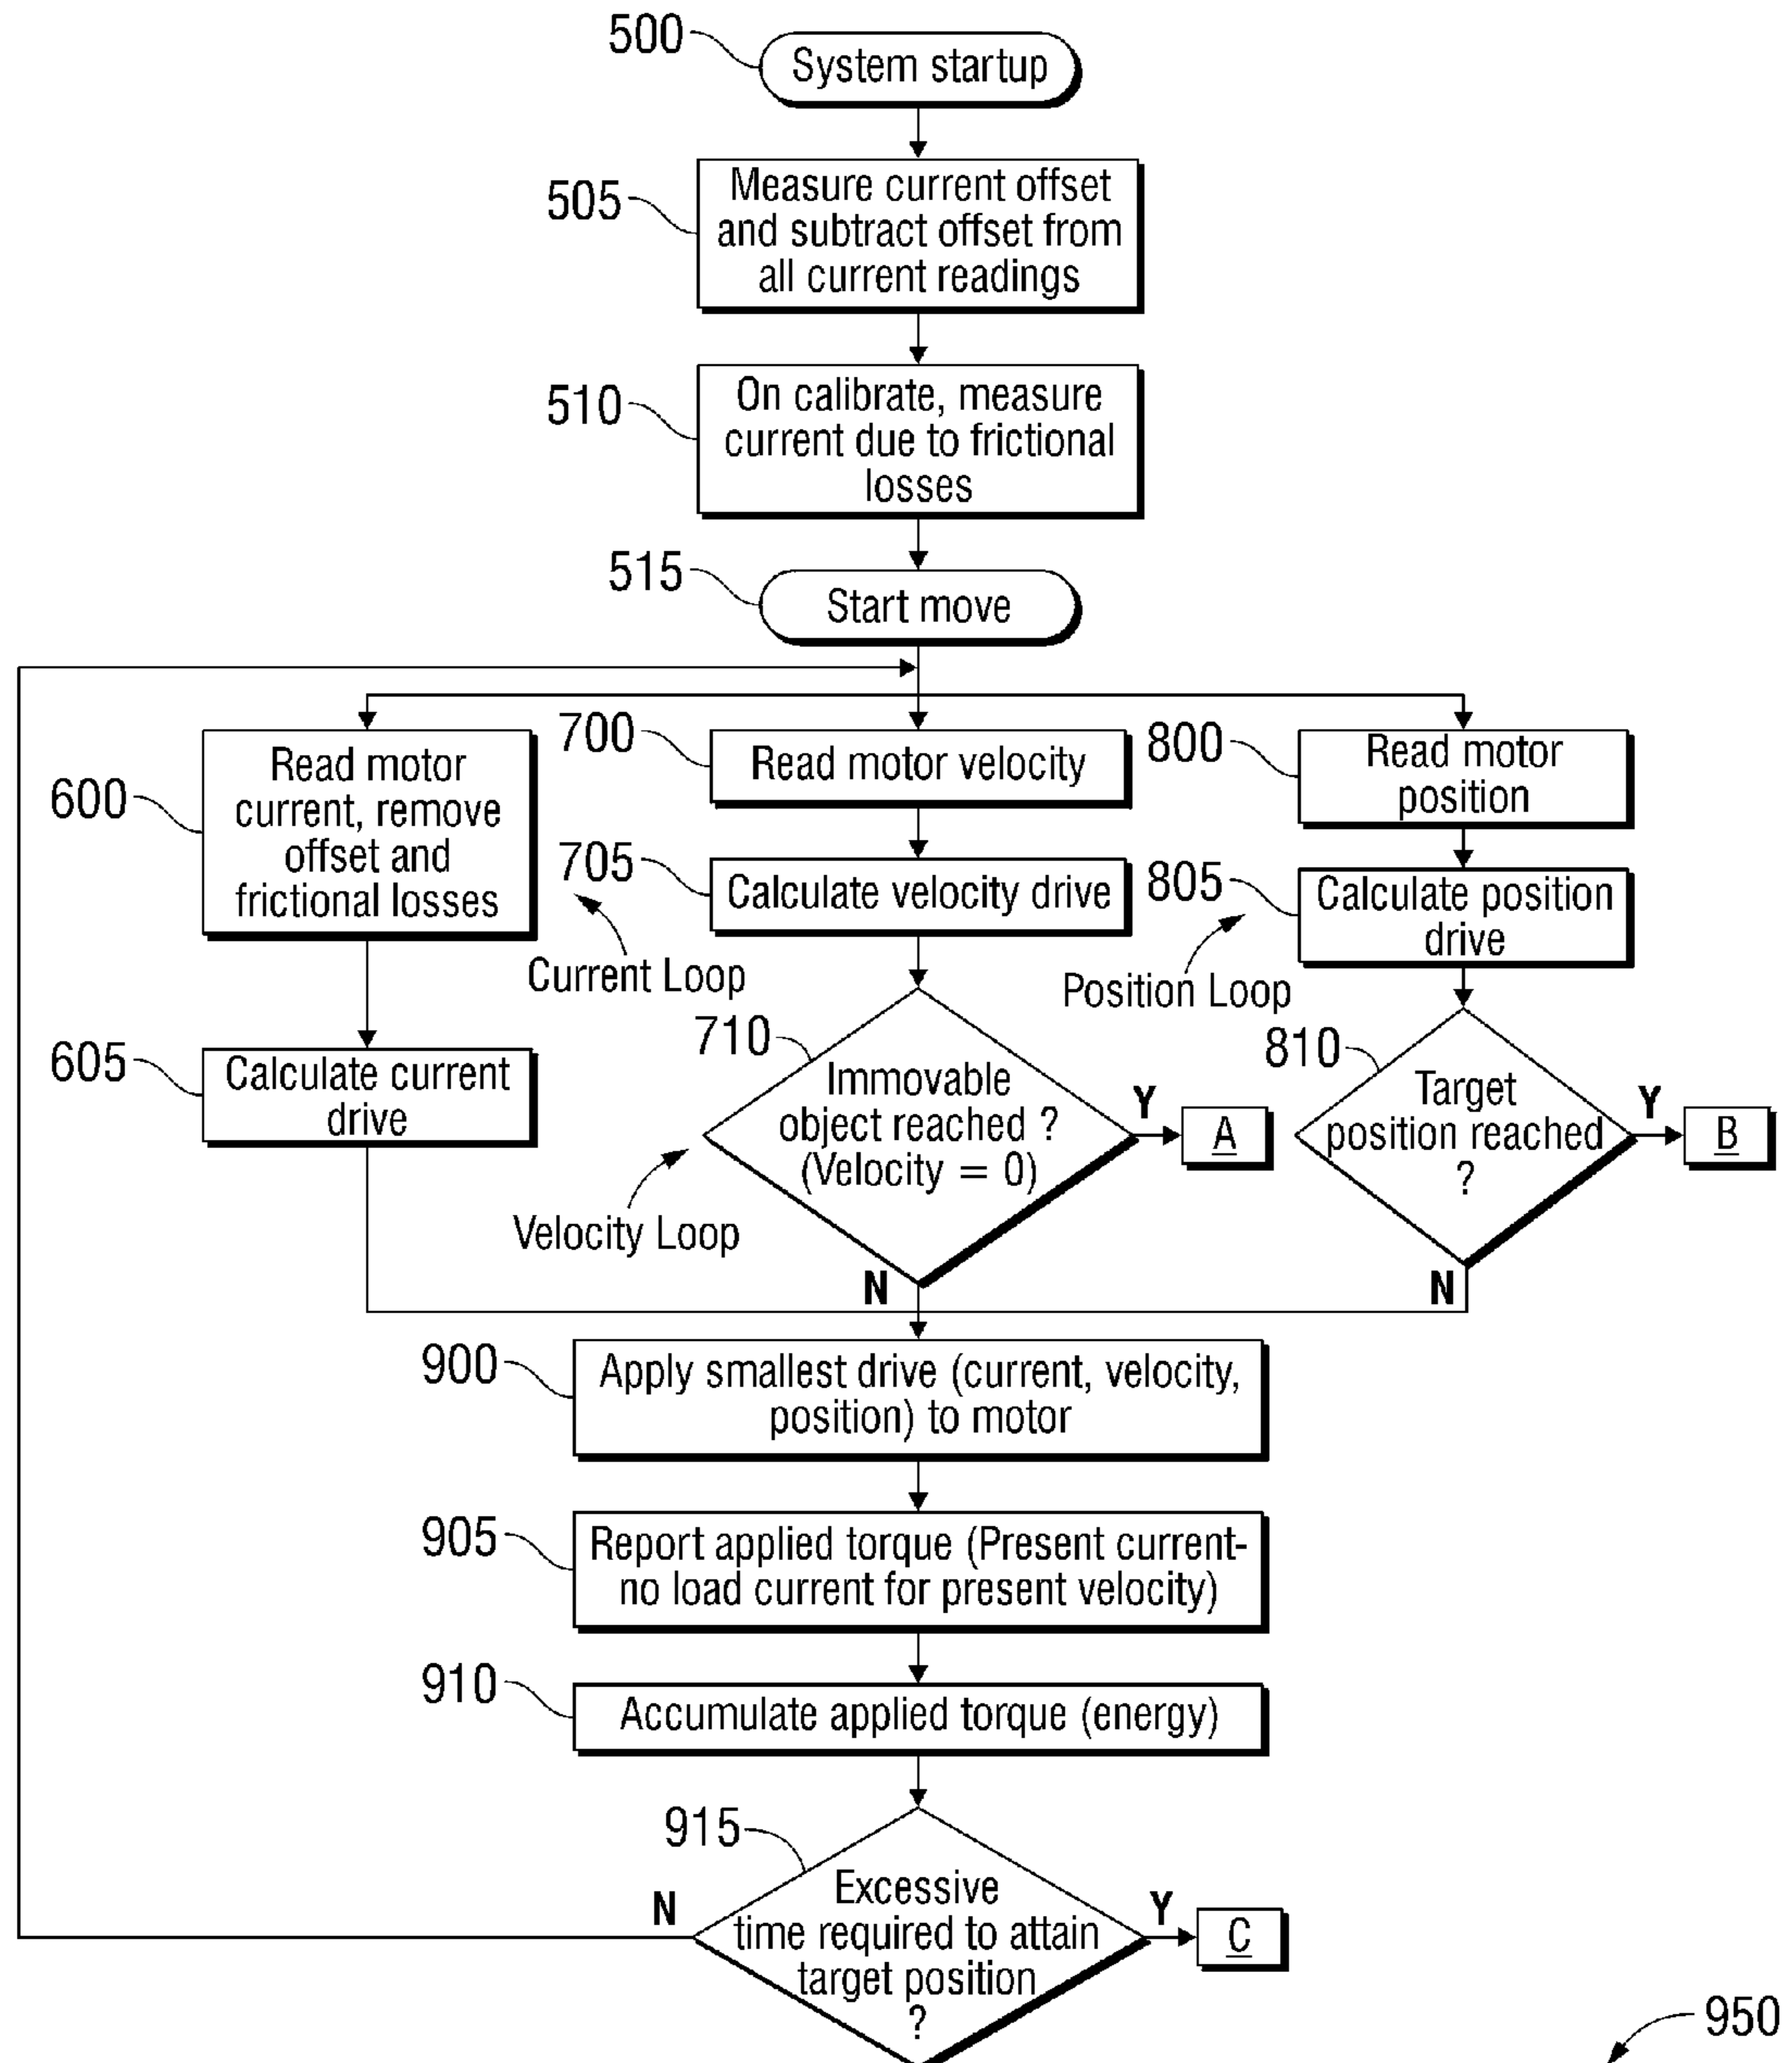 500
System startup
505
Measure current offset
and subtract offset from
all current readings
510
On calibrate, measure
current due to frictional
losses
515
Start move
600
Read motor
current, remove
offset and
frictional losses
605
Calculate current
drive
Current Loop
700
Read motor velocity
705
Calculate velocity drive
710
Immovable
object reached ?
(Velocity = 0)
Y
A
N
Velocity Loop
800
Read motor
position
805
Calculate position
drive
Position Loop
810
Target
position reached
?
Y
B
N
900
Apply smallest drive (current, velocity,
position) to motor
905
Report applied torque (Present current-
no load current for present velocity)
910
Accumulate applied torque (energy)
915
Excessive
time required to attain
target position
?
N
Y
C
950